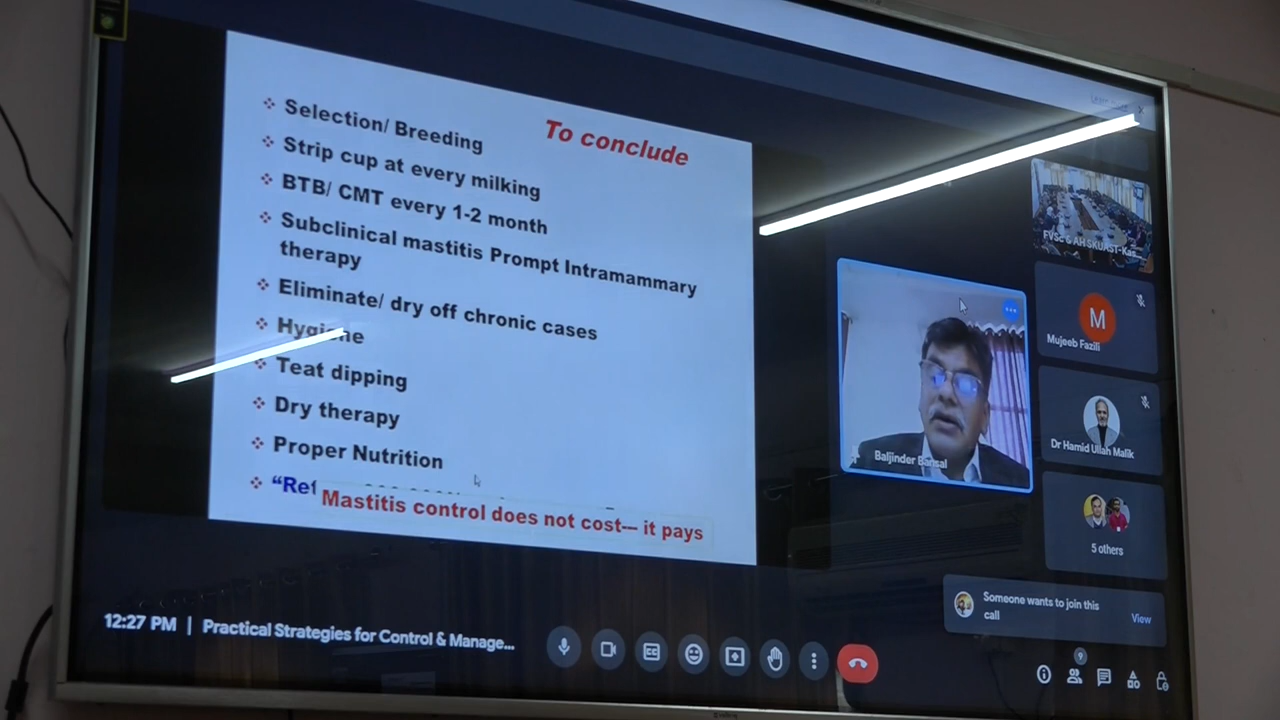 To conclude
Selection/ Breeding
Strip cup at every milking
BTB/ CMT every 1-2 month
Subclinical mastitis Prompt Intramammary
therapy
Eliminate/ dry off chronic cases
Hygiene
Teat dipping
Dry therapy
Proper Nutrition
Mastitis control does not cost--- it pays
Baljinder Bansal
FVSc & AH SKUAST-Kas...
M
Mujeeb Fazili
Dr Hamid Ullah Malik
5 others
Someone wants to join this
call
View
12:27 PM | Practical Strategies for Control & Manage...
9